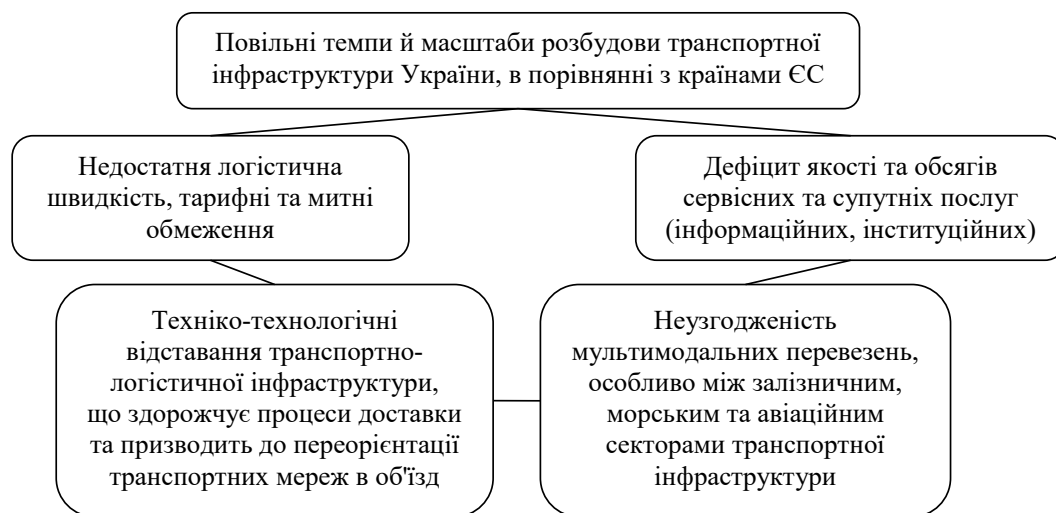 Повільні темпи й масштаби розбудови транспортної
інфраструктури України, в порівнянні з країнами ЄС
Недостатня логістична
швидкість, тарифні та митні
обмеження
Дефіцит якості та обсягів
сервісних та супутніх послуг
(інформаційних, інституційних)
Техніко-технологічні
відставання транспортно-
логістичної інфраструктури,
що здорожчує процеси доставки
та призводить до переорієнтації
транспортних мереж в об'їзд
Неузгодженість
мультимодальних перевезень,
особливо між залізничним,
морським та авіаційним
секторами транспортної
інфраструктури